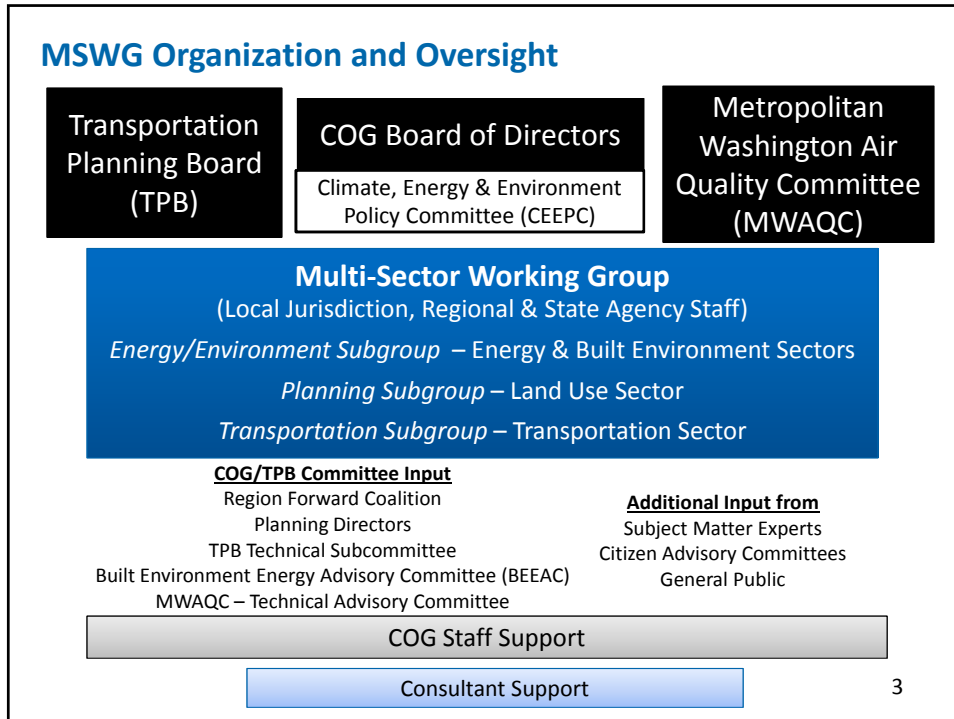 MSWG Organization and Oversight
Transportation
Planning Board
(TPB)
COG Board of Directors
Climate, Energy & Environment
Policy Committee (CEEPC)
Metropolitan
Washington Air
Quality Committee
(MWAQC)
Multi-Sector Working Group
(Local Jurisdiction, Regional & State Agency Staff)
Energy/Environment Subgroup – Energy & Built Environment Sectors
Planning Subgroup – Land Use Sector
Transportation Subgroup – Transportation Sector
COG/TPB Committee Input
Region Forward Coalition
Planning Directors
TPB Technical Subcommittee
Built Environment Energy Advisory Committee (BEEAC)
MWAQC – Technical Advisory Committee
Additional Input from
Subject Matter Experts
Citizen Advisory Committees
General Public
COG Staff Support
Consultant Support
3